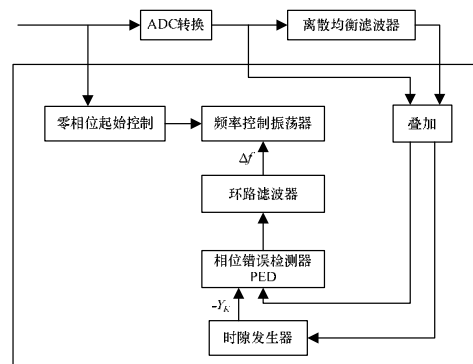 ADC转换
离散均衡滤波器
零相位起始控制
频率控制振荡器
叠加
Δf
环路滤波器
相位错误检测器
PED
-Yₖ
时隙发生器